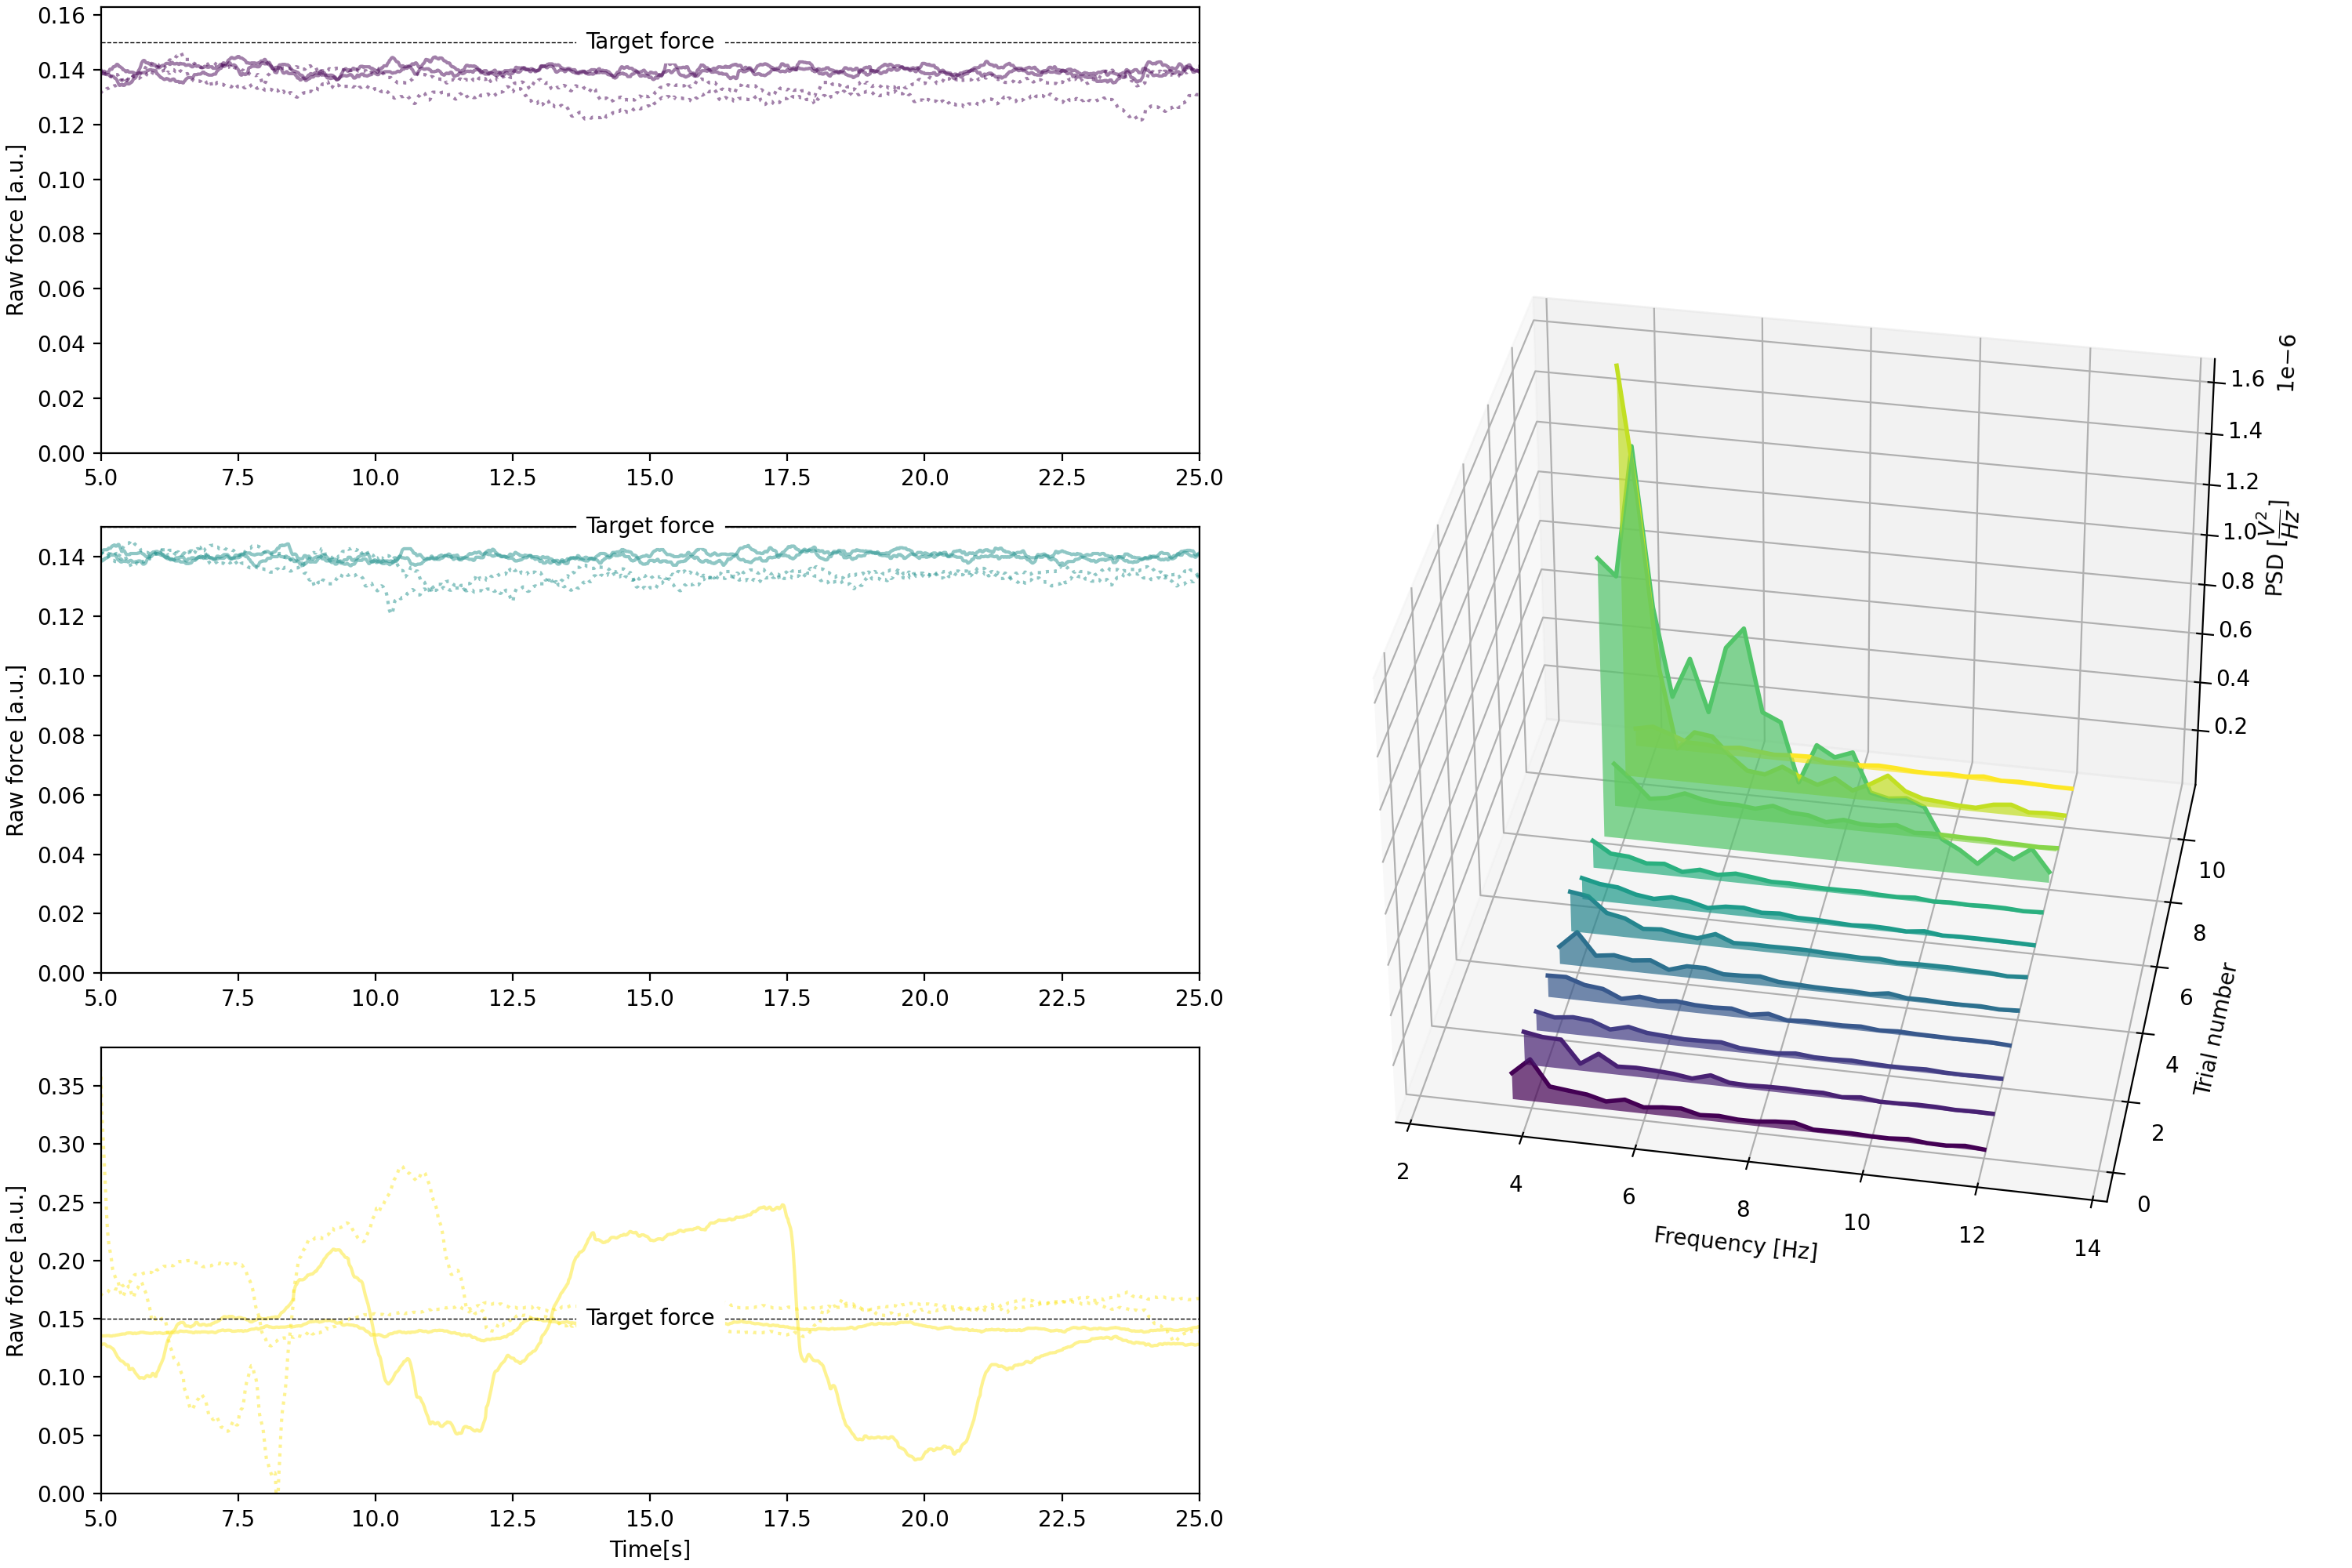 0.16
Target force
0.14
0.12
0.10
0.08
0.06
0.04
0.02
0.00
Raw force [a.u.]
5.0 7.5 10.0 12.5 15.0 17.5 20.0 22.5 25.0
Target force
0.14
0.12
0.10
0.08
0.06
0.04
0.02
0.00
Raw force [a.u.]
5.0 7.5 10.0 12.5 15.0 17.5 20.0 22.5 25.0
0.35
0.30
0.25
0.20
0.15
Target force
0.10
0.05
0.00
Raw force [a.u.]
5.0 7.5 10.0 12.5 15.0 17.5 20.0 22.5 25.0
Time[s]
1e−6
1.6
1.4
1.2
1.0
0.8
0.6
0.4
0.2
PSD [V²/Hz]
10
8
6
4
2
0
Trial number
2 4 6 8 10 12 14
Frequency [Hz]